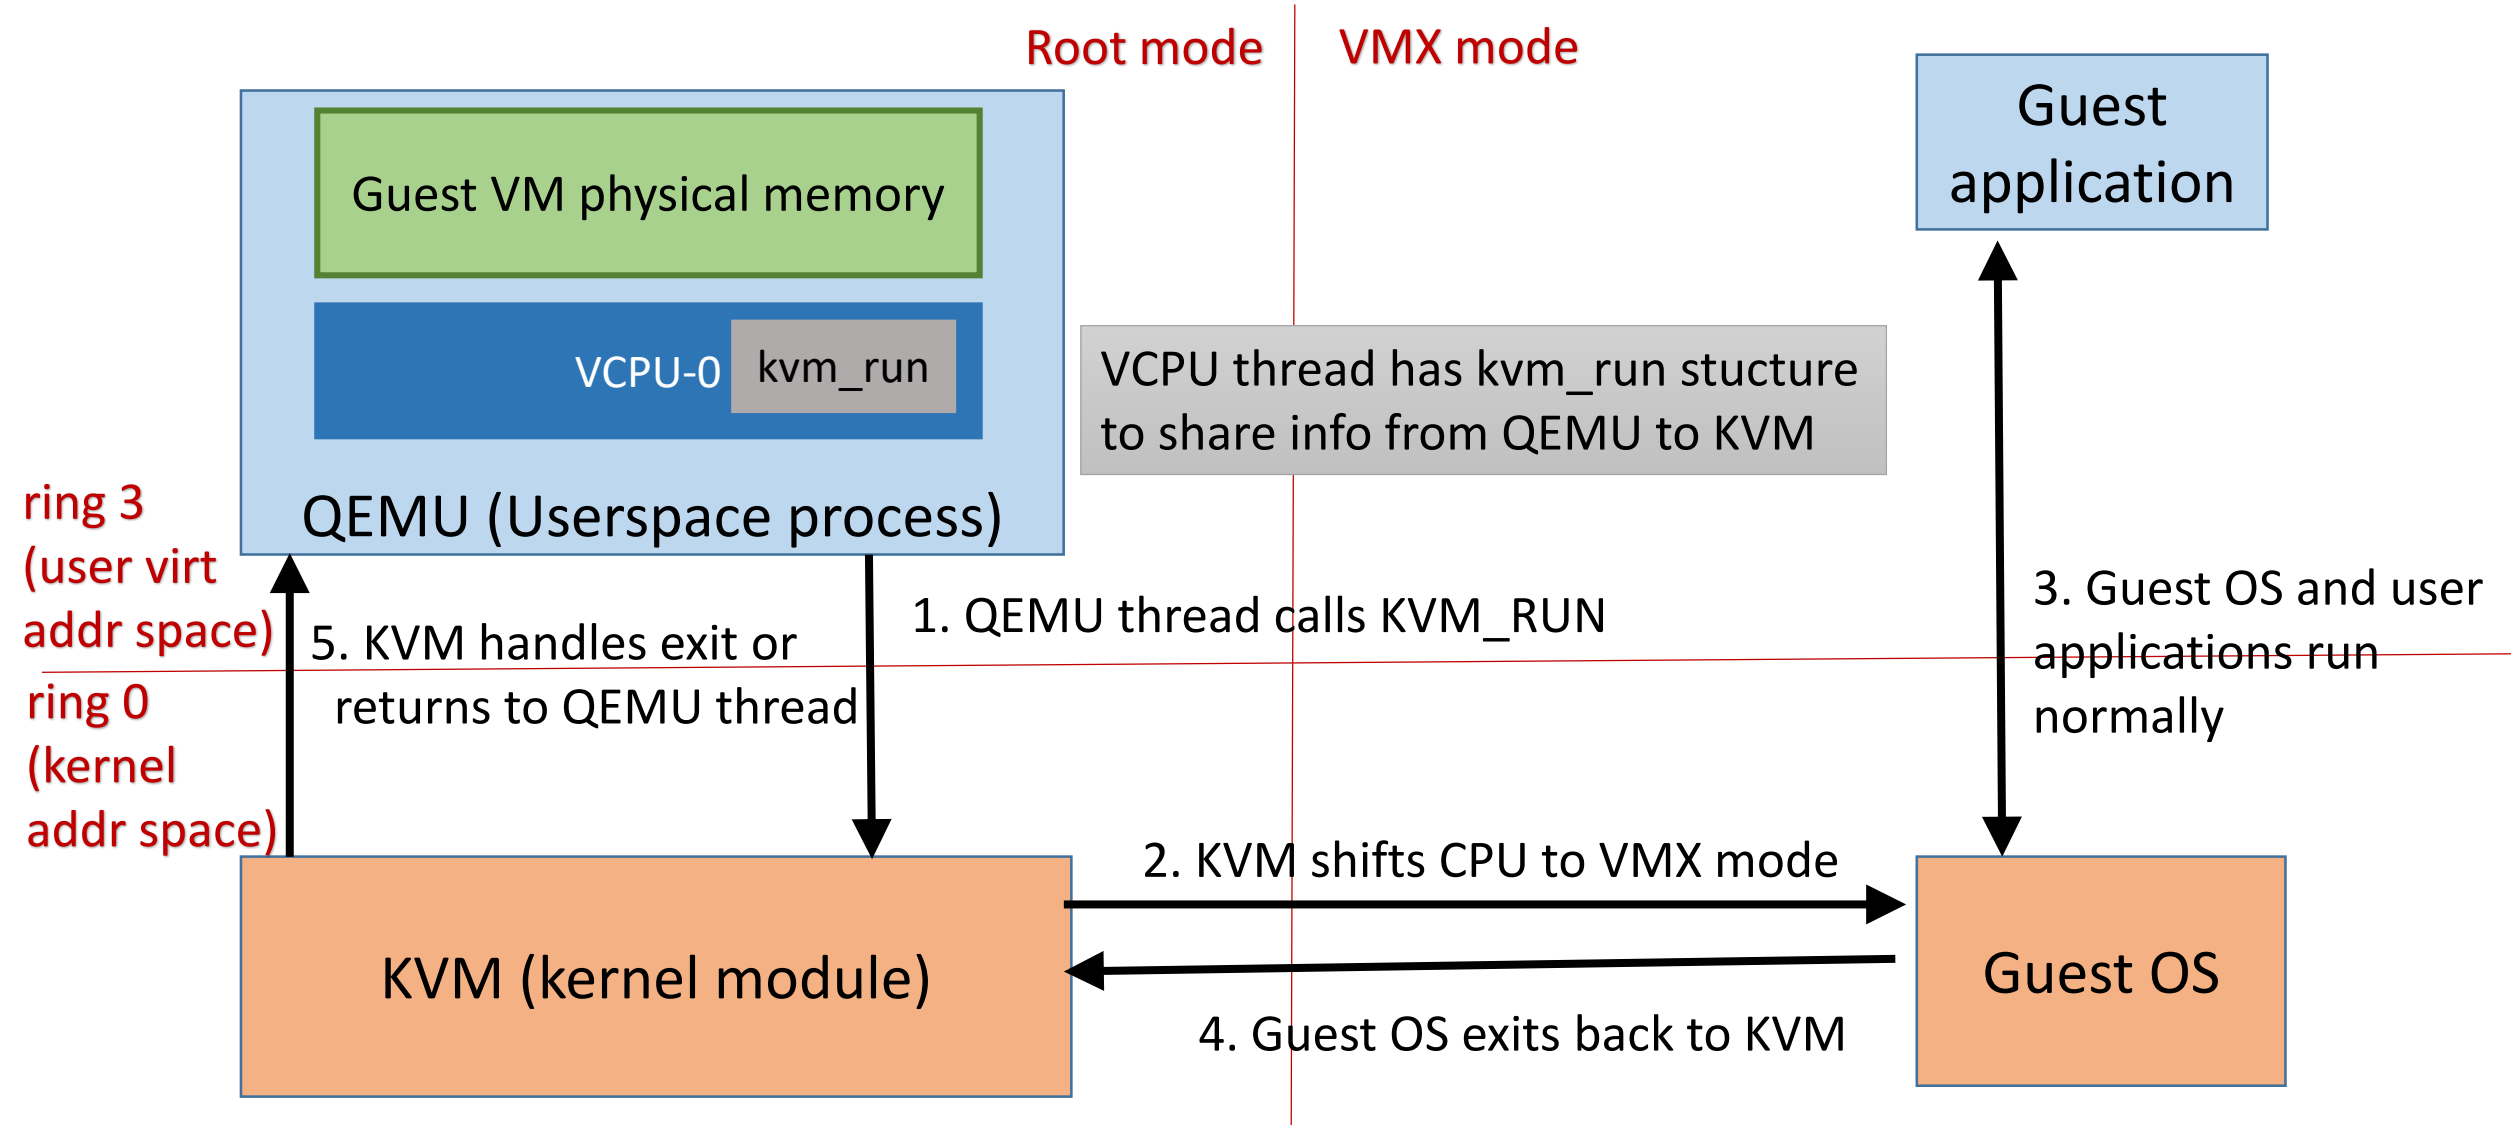 Root mode
VMX mode
Guest
application
Guest VM physical memory
VCPU-0
kvm_run
VCPU thread has kvm_run stucture
to share info from QEMU to KVM
QEMU (Userspace process)
ring 3
(user virt
addr space)
1. QEMU thread calls KVM_RUN
3. Guest OS and user
applications run
normally
5. KVM handles exit or
returns to QEMU thread
ring 0
(kernel
addr space)
2. KVM shifts CPU to VMX mode
KVM (kernel module)
Guest OS
4. Guest OS exits back to KVM